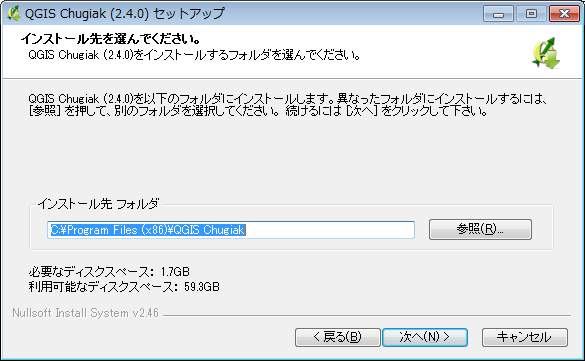 QGIS Chugiak (2.4.0) セットアップ
インストール先を選んでください。
QGIS Chugiak (2.4.0)をインストールするフォルダを選んでください。
QGIS Chugiak (2.4.0)を以下のフォルダにインストールします。異なったフォルダにインストールするには、
[参照] を押して、別のフォルダを選択してください。続けるには [次へ] をクリックして下さい。
インストール先 フォルダ
C:¥Program Files (x86)¥QGIS Chugiak
参照(R)...
必要なディスクスペース: 1.7GB
利用可能なディスクスペース: 59.3GB
Nullsoft Install System v2.46
< 戻る(B)
次へ(N) >
キャンセル